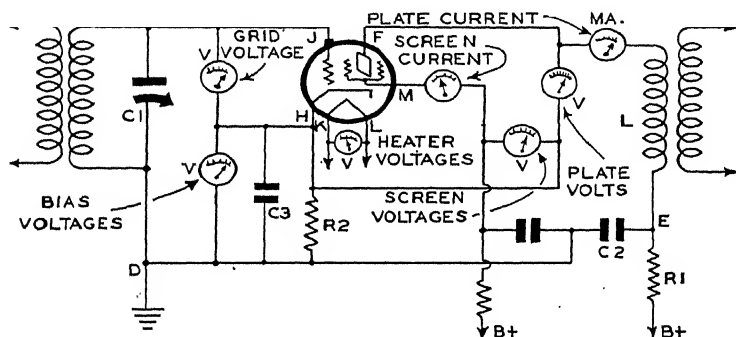 PLATE CURRENT
MA.
GRID
VOLTAGE
V
J
F
SCREEN
CURRENT
C1
M
V
L
H
K
L
V
HEATER
VOLTAGES
V
V
BIAS
VOLTAGES
C3
R2
SCREEN
VOLTAGES
PLATE
VOLTS
D
C2
E
R1
B+
B+